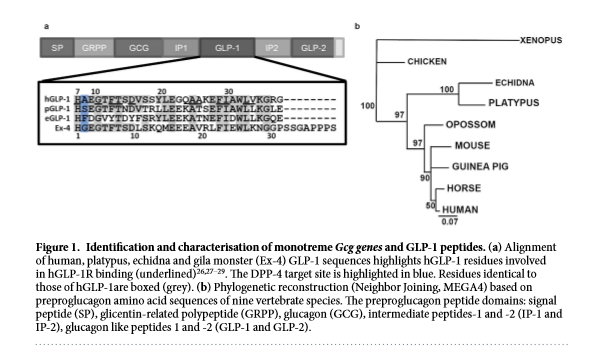 a
SP GRPP GCG IP1 GLP-1 IP2 GLP-2
7 10 20 30
hGLP-1 HAEGTFTSDVSSYLEGQAAKEFIAWLVKGRG------
pGLP-1 HSEGTFTNDVTRLLEEKATSEFIAWLLKGLE------
eGLP-1 HFDGVYTDYFSRYLEEKATNEFIDWLLKGQE------
Ex-4 HGEGTFTSDLSKQMEEEAVRLFIEWLKNGGPSSGAPPPS
1 10 20 30
b
XENOPUS
CHICKEN
ECHIDNA
100
PLATYPUS
100
97
OPOSSOM
97
MOUSE
90
GUINEA PIG
HORSE
50
HUMAN
0.07
Figure 1. Identification and characterisation of monotreme Gcg genes and GLP-1 peptides. (a) Alignment
of human, platypus, echidna and gila monster (Ex-4) GLP-1 sequences highlights hGLP-1 residues involved
in hGLP-1R binding (underlined)26,27–29. The DPP-4 target site is highlighted in blue. Residues identical to
those of hGLP-1are boxed (grey). (b) Phylogenetic reconstruction (Neighbor Joining, MEGA4) based on
preproglucagon amino acid sequences of nine vertebrate species. The preproglucagon peptide domains: signal
peptide (SP), glicentin-related polypeptide (GRPP), glucagon (GCG), intermediate peptides-1 and -2 (IP-1 and
IP-2), glucagon like peptides 1 and -2 (GLP-1 and GLP-2).